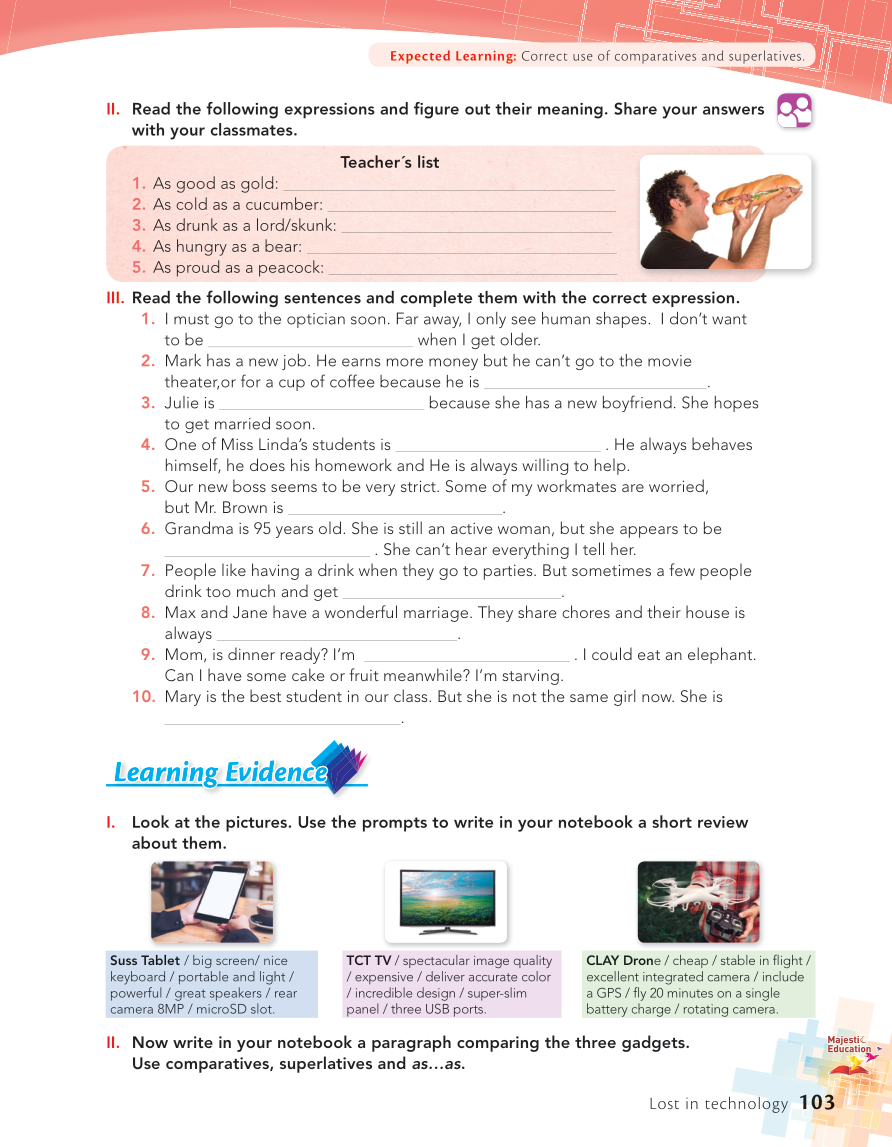 Expected Learning: Correct use of comparatives and superlatives.
II. Read the following expressions and figure out their meaning. Share your answers
with your classmates.
Teacher´s list
1. As good as gold: ____________________
2. As cold as a cucumber: ____________________
3. As drunk as a lord/skunk: ____________________
4. As hungry as a bear: ____________________
5. As proud as a peacock: ____________________
III. Read the following sentences and complete them with the correct expression.
1. I must go to the optician soon. Far away, I only see human shapes. I don’t want
to be ____________________ when I get older.
2. Mark has a new job. He earns more money but he can’t go to the movie
theater,or for a cup of coffee because he is ____________________.
3. Julie is ____________________ because she has a new boyfriend. She hopes
to get married soon.
4. One of Miss Linda’s students is ____________________ . He always behaves
himself, he does his homework and He is always willing to help.
5. Our new boss seems to be very strict. Some of my workmates are worried,
but Mr. Brown is ____________________.
6. Grandma is 95 years old. She is still an active woman, but she appears to be
____________________ . She can’t hear everything I tell her.
7. People like having a drink when they go to parties. But sometimes a few people
drink too much and get ____________________.
8. Max and Jane have a wonderful marriage. They share chores and their house is
always ____________________.
9. Mom, is dinner ready? I’m ____________________ . I could eat an elephant.
Can I have some cake or fruit meanwhile? I’m starving.
10. Mary is the best student in our class. But she is not the same girl now. She is
____________________.
Learning Evidence
I. Look at the pictures. Use the prompts to write in your notebook a short review
about them.
Suss Tablet / big screen/ nice
keyboard / portable and light /
powerful / great speakers / rear
camera 8MP / microSD slot.
TCT TV / spectacular image quality
/ expensive / deliver accurate color
/ incredible design / super-slim
panel / three USB ports.
CLAY Drone / cheap / stable in flight /
excellent integrated camera / include
a GPS / fly 20 minutes on a single
battery charge / rotating camera.
II. Now write in your notebook a paragraph comparing the three gadgets.
Use comparatives, superlatives and as…as.
Majestic
Education
Lost in technology 103